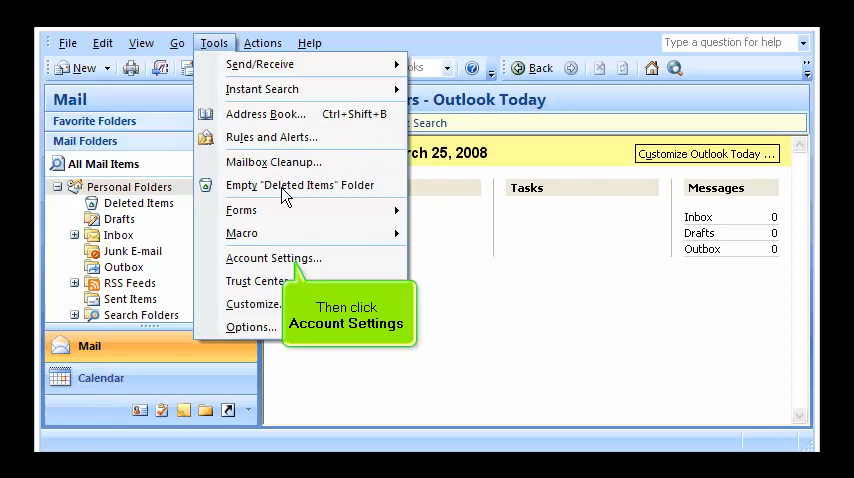 File Edit View Go Tools Actions Help Type a question for help
New Back
Mail
Favorite Folders
Mail Folders
All Mail Items
Personal Folders
Deleted Items
Drafts
Inbox
Junk E-mail
Outbox
RSS Feeds
Sent Items
Search Folders
Mail
Calendar
Send/Receive
Instant Search
Address Book... Ctrl+Shift+B
Rules and Alerts...
Mailbox Cleanup...
Empty "Deleted Items" Folder
Forms
Macro
Account Settings...
Trust Center
Customize.
Options...
Then click
Account Settings
- Outlook Today
Search
25, 2008
Customize Outlook Today ...
Tasks
Messages
Inbox 0
Drafts 0
Outbox 0